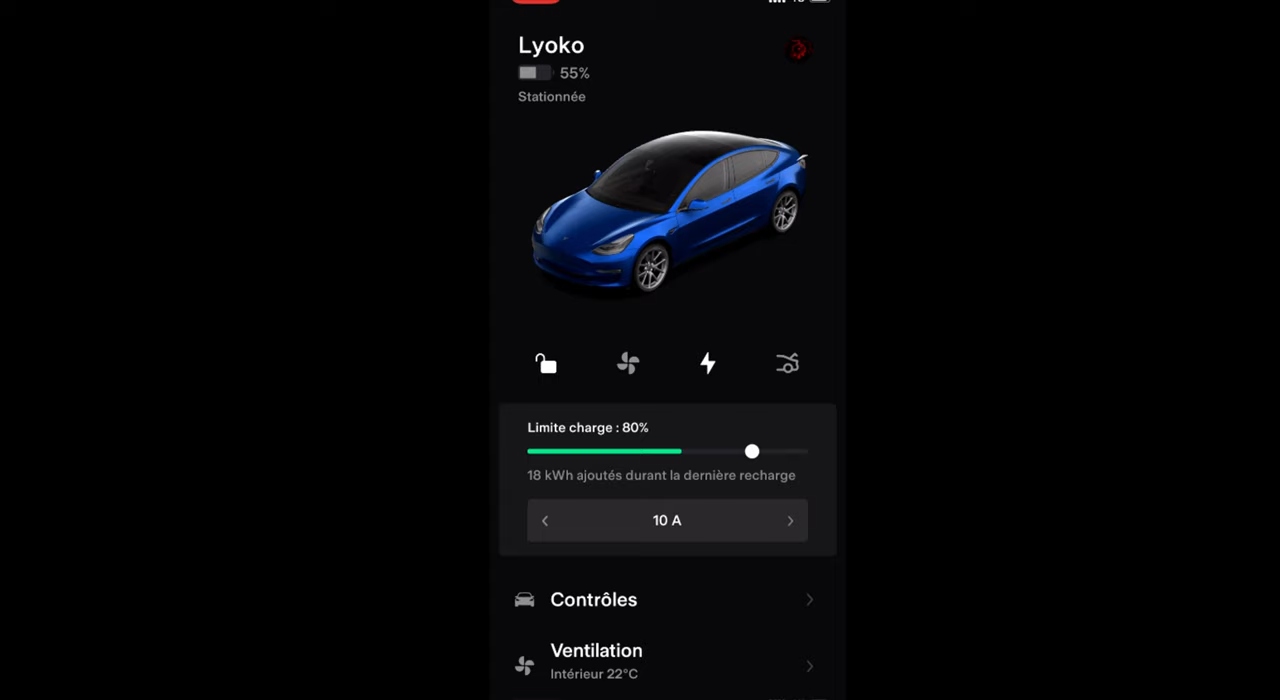 Lyoko
55%
Stationnée
Limite charge : 80%
18 kWh ajoutés durant la dernière recharge
10 A
Contrôles
Ventilation
Intérieur 22°C